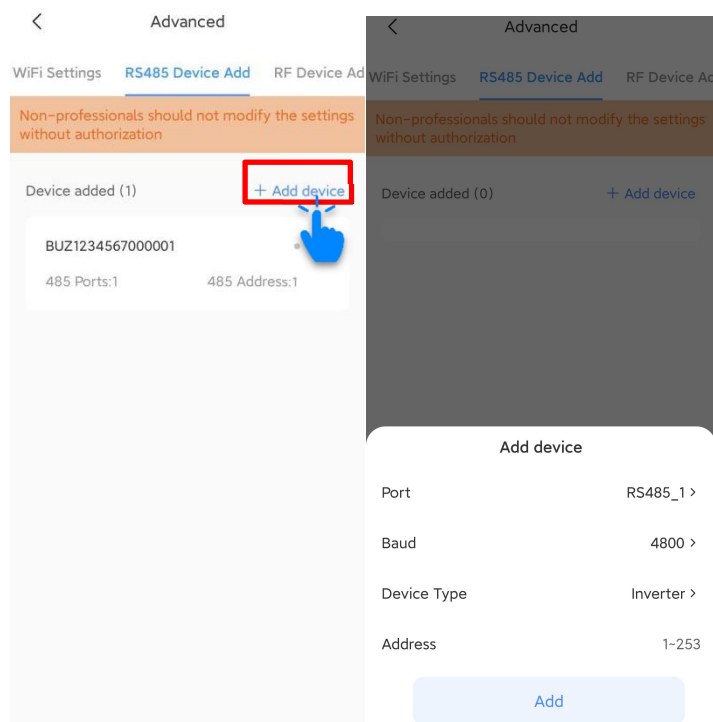 Advanced
WiFi Settings RS485 Device Add RF Device Ad
Non-professionals should not modify the settings
without authorization
Device added (1) + Add device
BUZ1234567000001
485 Ports:1 485 Address:1
Advanced
WiFi Settings RS485 Device Add RF Device Ad
Non-professionals should not modify the settings
without authorization
Device added (0) + Add device
Add device
Port RS485_1 >
Baud 4800 >
Device Type Inverter >
Address 1~253
Add